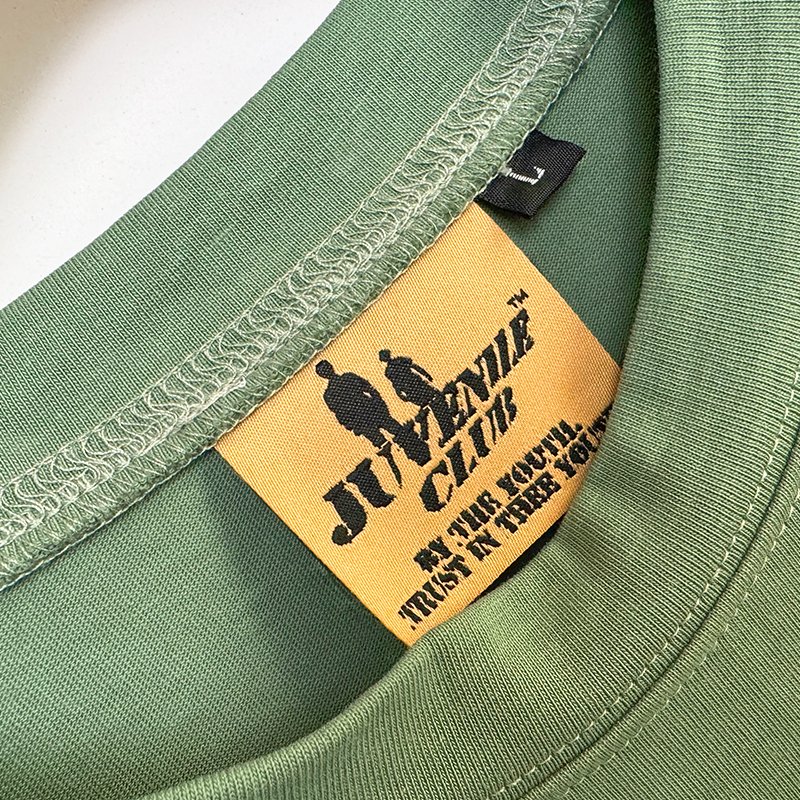 L
JUVENILE™
CLUB
BY THE YOUTH,
TRUST IN THEE YOUTH